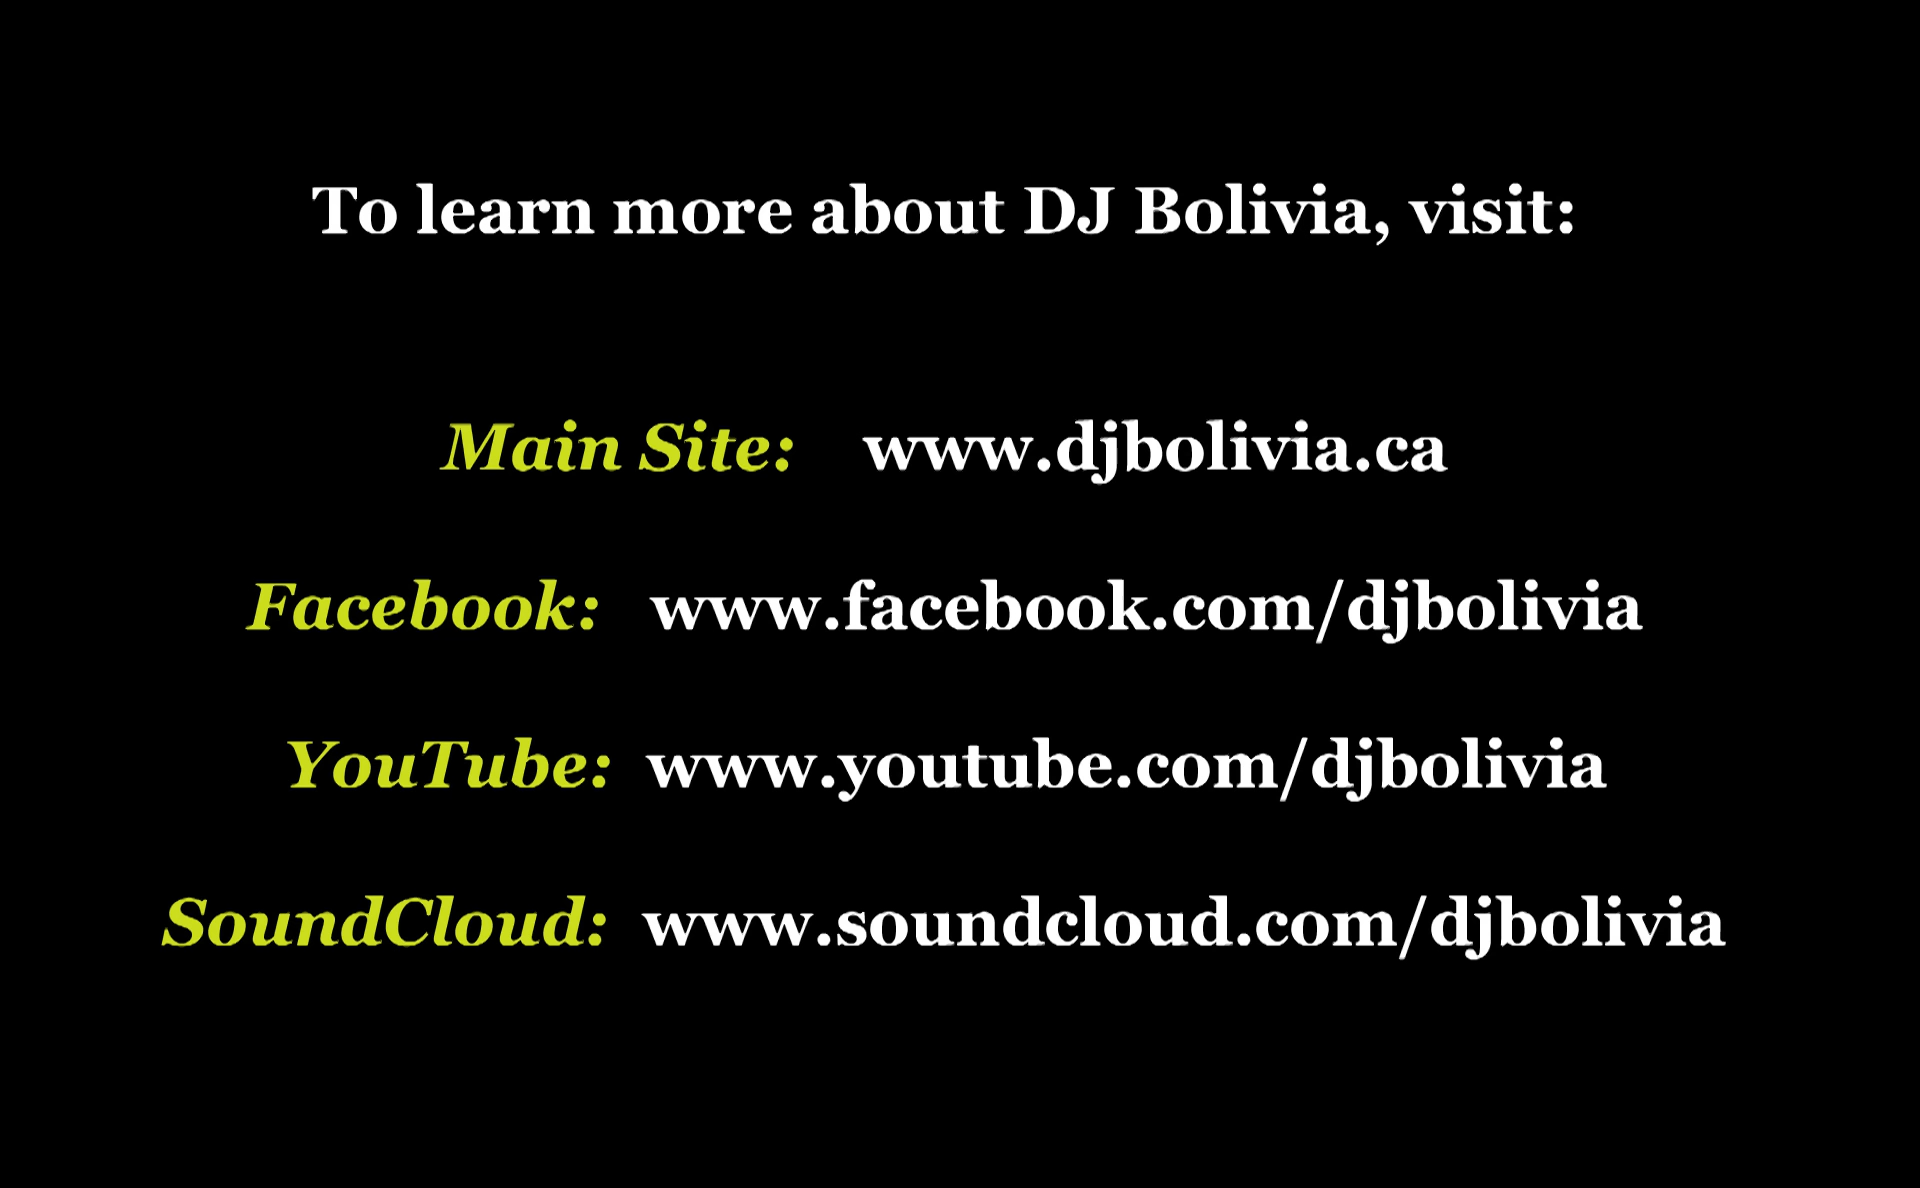 To learn more about DJ Bolivia, visit:
Main Site: www.djbolivia.ca
Facebook: www.facebook.com/djbolivia
YouTube: www.youtube.com/djbolivia
SoundCloud: www.soundcloud.com/djbolivia